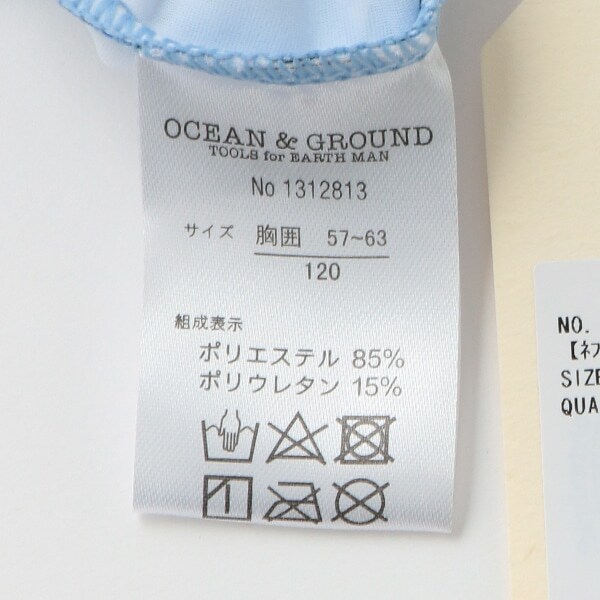 OCEAN & GROUND
TOOLS for EARTH MAN
No 1312813
サイズ 胸囲 57~63
120
組成表示
ポリエステル 85%
ポリウレタン 15%
NO.
【ネ
SIZE
QUA